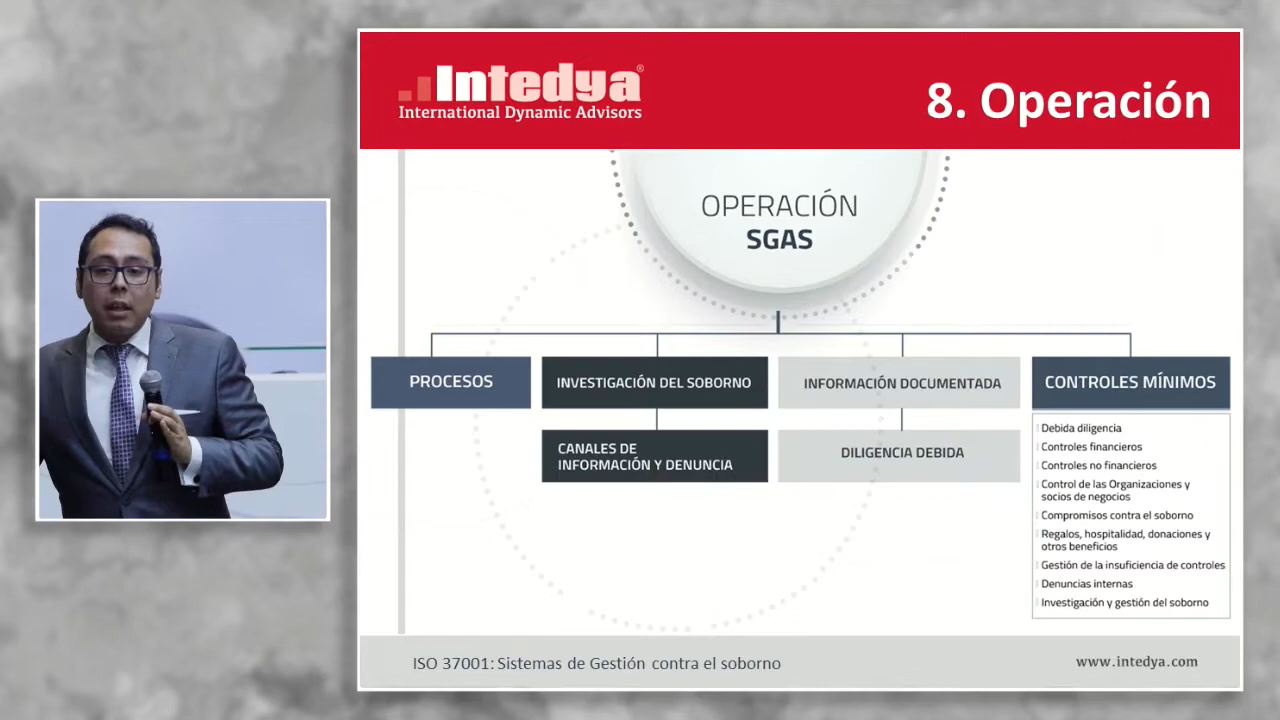 Intedya®
International Dynamic Advisors
8. Operación
OPERACIÓN
SGAS
PROCESOS
INVESTIGACIÓN DEL SOBORNO
CANALES DE
INFORMACIÓN Y DENUNCIA
INFORMACIÓN DOCUMENTADA
DILIGENCIA DEBIDA
CONTROLES MÍNIMOS
Debida diligencia
Controles financieros
Controles no financieros
Control de las Organizaciones y
socios de negocios
Compromisos contra el soborno
Regalos, hospitalidad, donaciones y
otros beneficios
Gestión de la insuficiencia de controles
Denuncias internas
Investigación y gestión del soborno
ISO 37001: Sistemas de Gestión contra el soborno
www.intedya.com